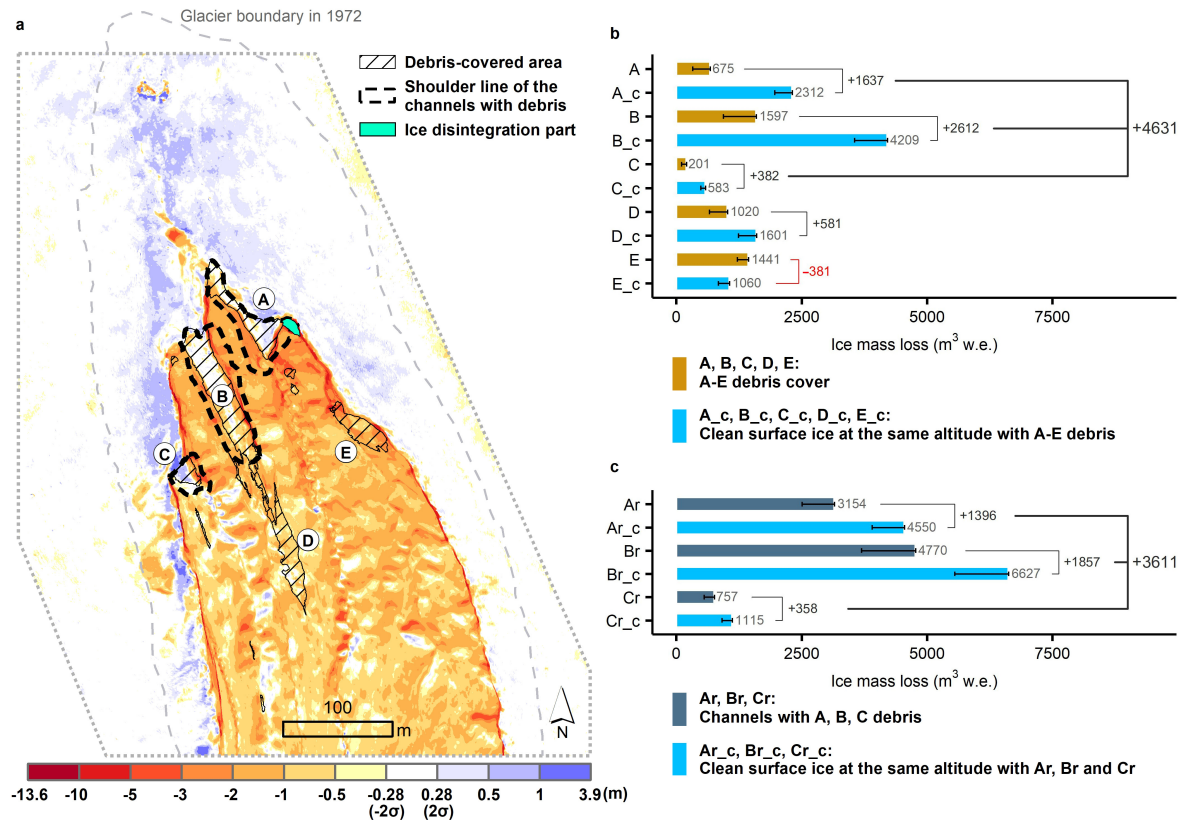 a
Glacier boundary in 1972
Debris-covered area
Shoulder line of the
channels with debris
Ice disintegration part
A
B
C
D
E
100
m
N
-13.6 -10 -5 -3 -2 -1 -0.5 -0.28 0.28 0.5 1 3.9 (m)
(-2σ) (2σ)
b
A 675
+1637
A_c 2312
B 1597
+2612
B_c 4209
+4631
C 201
+382
C_c 583
D 1020
+581
D_c 1601
E 1441
−381
E_c 1060
0 2500 5000 7500
Ice mass loss (m³ w.e.)
A, B, C, D, E:
A-E debris cover
A_c, B_c, C_c, D_c, E_c:
Clean surface ice at the same altitude with A-E debris
c
Ar 3154
+1396
Ar_c 4550
Br 4770
+1857
Br_c 6627
+3611
Cr 757
+358
Cr_c 1115
0 2500 5000 7500
Ice mass loss (m³ w.e.)
Ar, Br, Cr:
Channels with A, B, C debris
Ar_c, Br_c, Cr_c:
Clean surface ice at the same altitude with Ar, Br and Cr